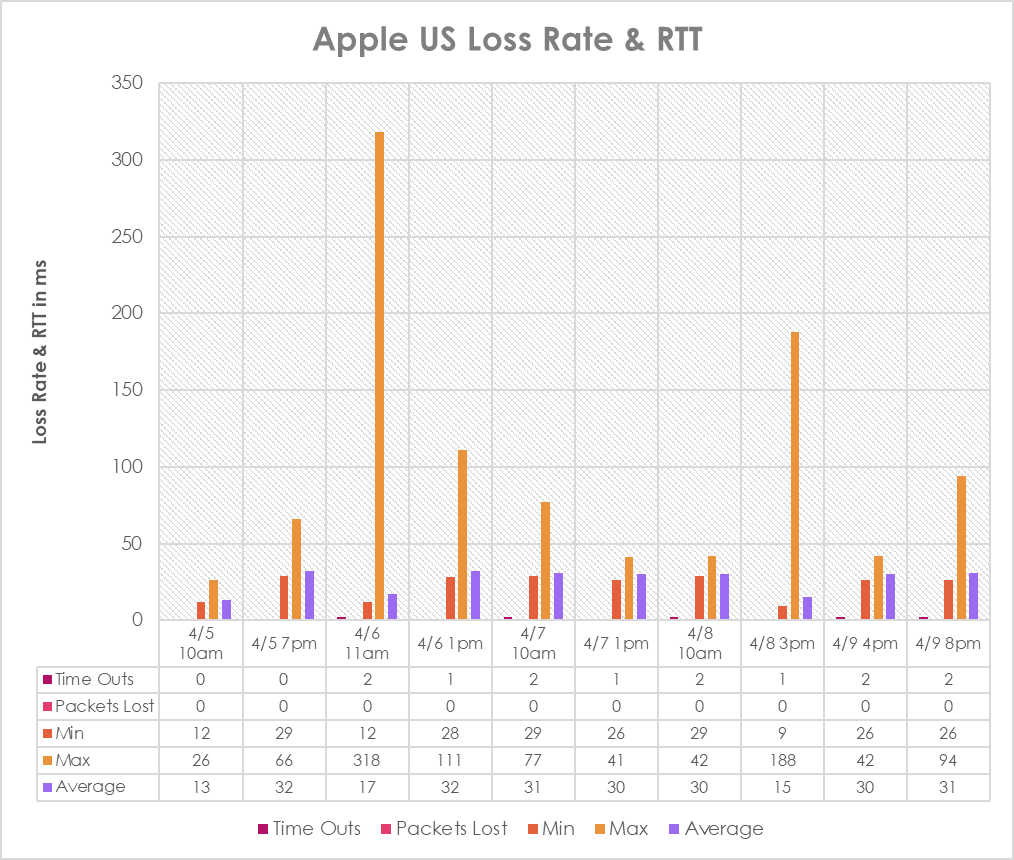 Apple US Loss Rate & RTT
Loss Rate & RTT in ms
350
300
250
200
150
100
50
0
4/5 10am 4/5 7pm 4/6 11am 4/6 1pm 4/7 10am 4/7 1pm 4/8 10am 4/8 3pm 4/9 4pm 4/9 8pm
Time Outs 0 0 2 1 2 1 2 1 2 2
Packets Lost 0 0 0 0 0 0 0 0 0 0
Min 12 29 12 28 29 26 29 9 26 26
Max 26 66 318 111 77 41 42 188 42 94
Average 13 32 17 32 31 30 30 15 30 31
Time Outs Packets Lost Min Max Average